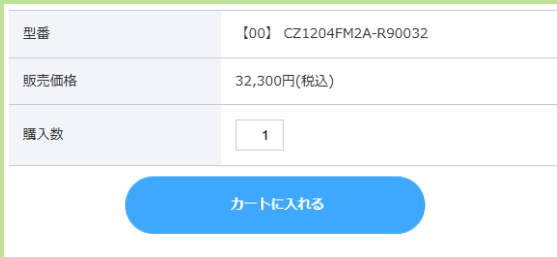 型番 【00】 CZ1204FM2A-R90032
販売価格 32,300円(税込)
購入数 1
カートに入れる